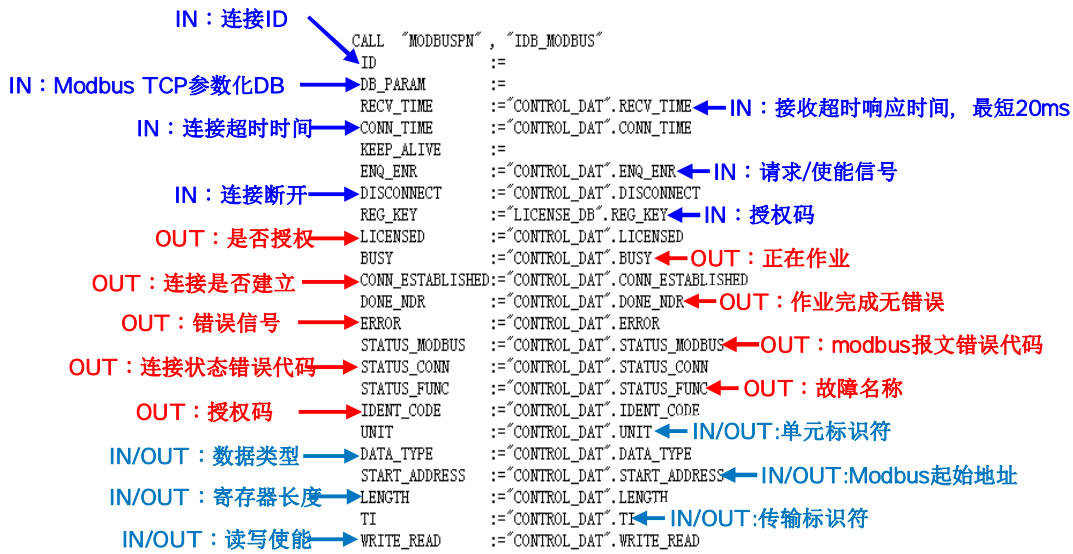 IN：连接ID
CALL "MODBUSPN" , "IDB_MODBUS"
ID :=
IN：Modbus TCP参数化DB DB_PARAM :=
RECV_TIME :="CONTROL_DAT".RECV_TIME IN：接收超时响应时间，最短20ms
IN：连接超时时间 CONN_TIME :="CONTROL_DAT".CONN_TIME
KEEP_ALIVE :=
ENQ_ENR :="CONTROL_DAT".ENQ_ENR IN：请求/使能信号
IN：连接断开 DISCONNECT :="CONTROL_DAT".DISCONNECT
REG_KEY :="LICENSE_DB".REG_KEY IN：授权码
OUT：是否授权 LICENSED :="CONTROL_DAT".LICENSED
BUSY :="CONTROL_DAT".BUSY OUT：正在作业
OUT：连接是否建立 CONN_ESTABLISHED:="CONTROL_DAT".CONN_ESTABLISHED
DONE_NDR :="CONTROL_DAT".DONE_NDR OUT：作业完成无错误
OUT：错误信号 ERROR :="CONTROL_DAT".ERROR
STATUS_MODBUS :="CONTROL_DAT".STATUS_MODBUS OUT：modbus报文错误代码
OUT：连接状态错误代码 STATUS_CONN :="CONTROL_DAT".STATUS_CONN
STATUS_FUNC :="CONTROL_DAT".STATUS_FUNC OUT：故障名称
OUT：授权码 IDENT_CODE :="CONTROL_DAT".IDENT_CODE
UNIT :="CONTROL_DAT".UNIT IN/OUT:单元标识符
IN/OUT：数据类型 DATA_TYPE :="CONTROL_DAT".DATA_TYPE
START_ADDRESS :="CONTROL_DAT".START_ADDRESS IN/OUT:Modbus起始地址
IN/OUT：寄存器长度 LENGTH :="CONTROL_DAT".LENGTH
TI :="CONTROL_DAT".TI IN/OUT:传输标识符
IN/OUT：读写使能 WRITE_READ :="CONTROL_DAT".WRITE_READ